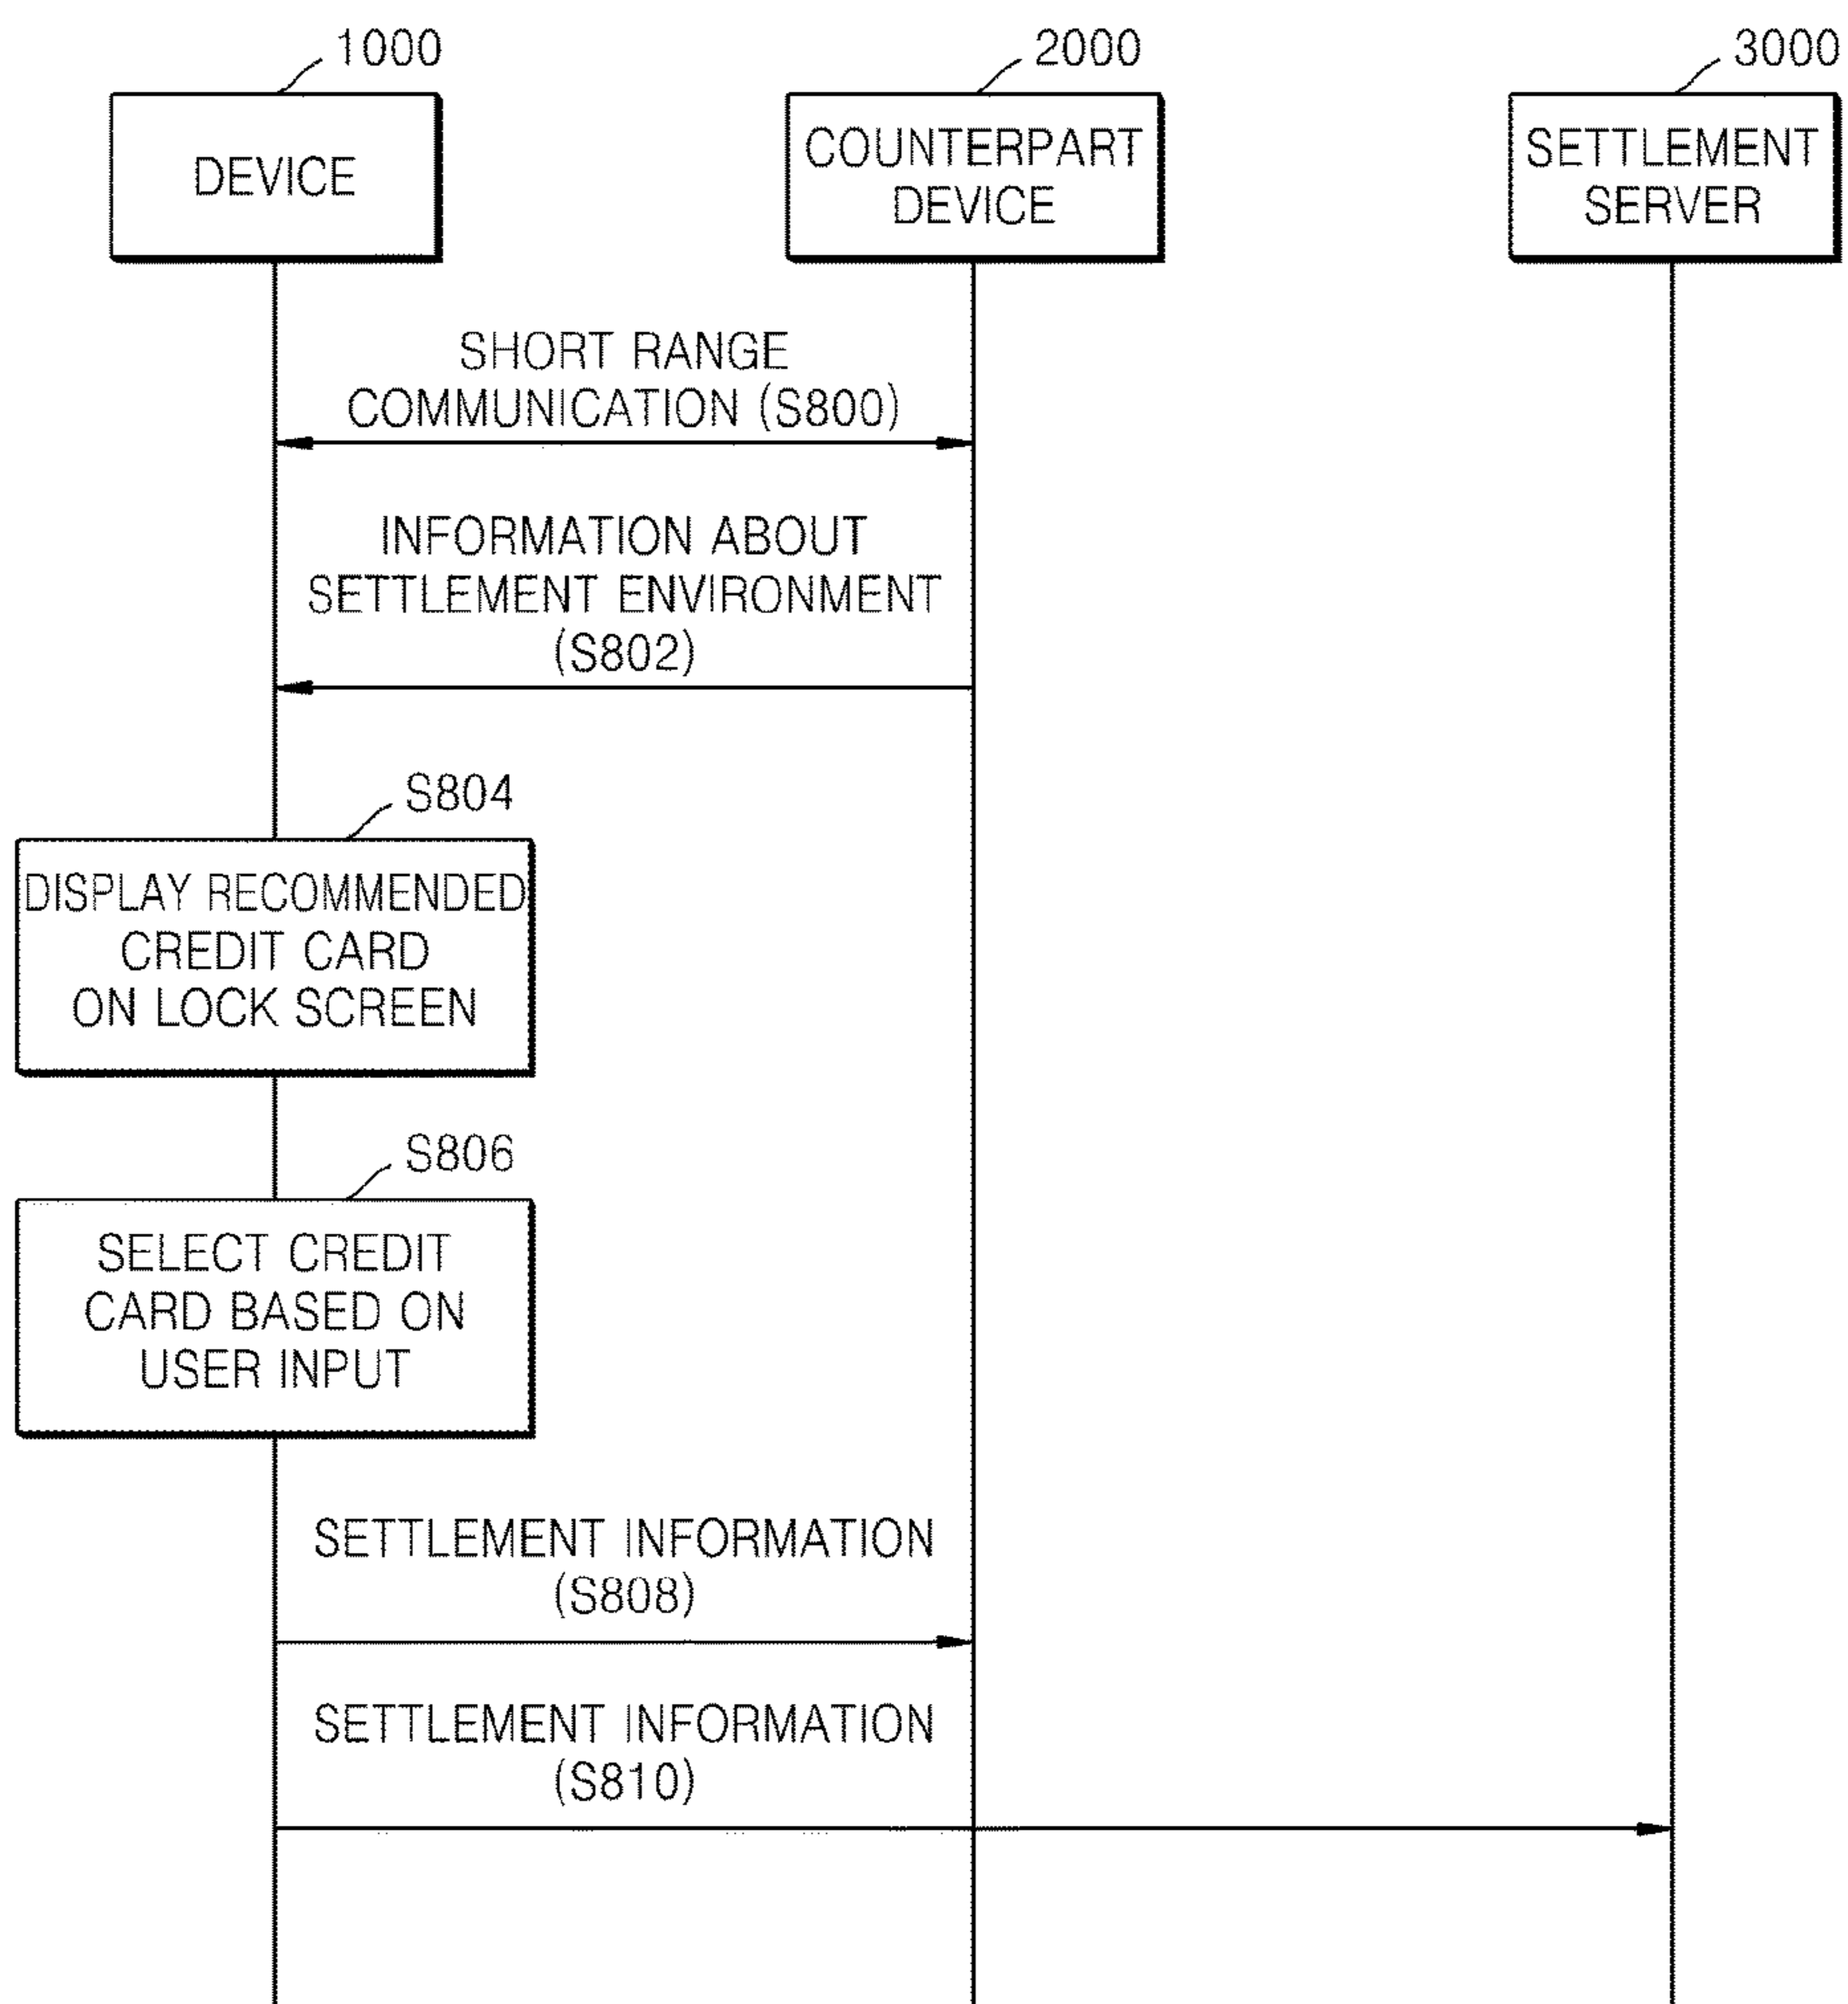 1000
2000
3000
DEVICE
COUNTERPART
DEVICE
SETTLEMENT
SERVER
SHORT RANGE
COMMUNICATION (S800)
INFORMATION ABOUT
SETTLEMENT ENVIRONMENT
(S802)
S804
DISPLAY RECOMMENDED
CREDIT CARD
ON LOCK SCREEN
S806
SELECT CREDIT
CARD BASED ON
USER INPUT
SETTLEMENT INFORMATION
(S808)
SETTLEMENT INFORMATION
(S810)